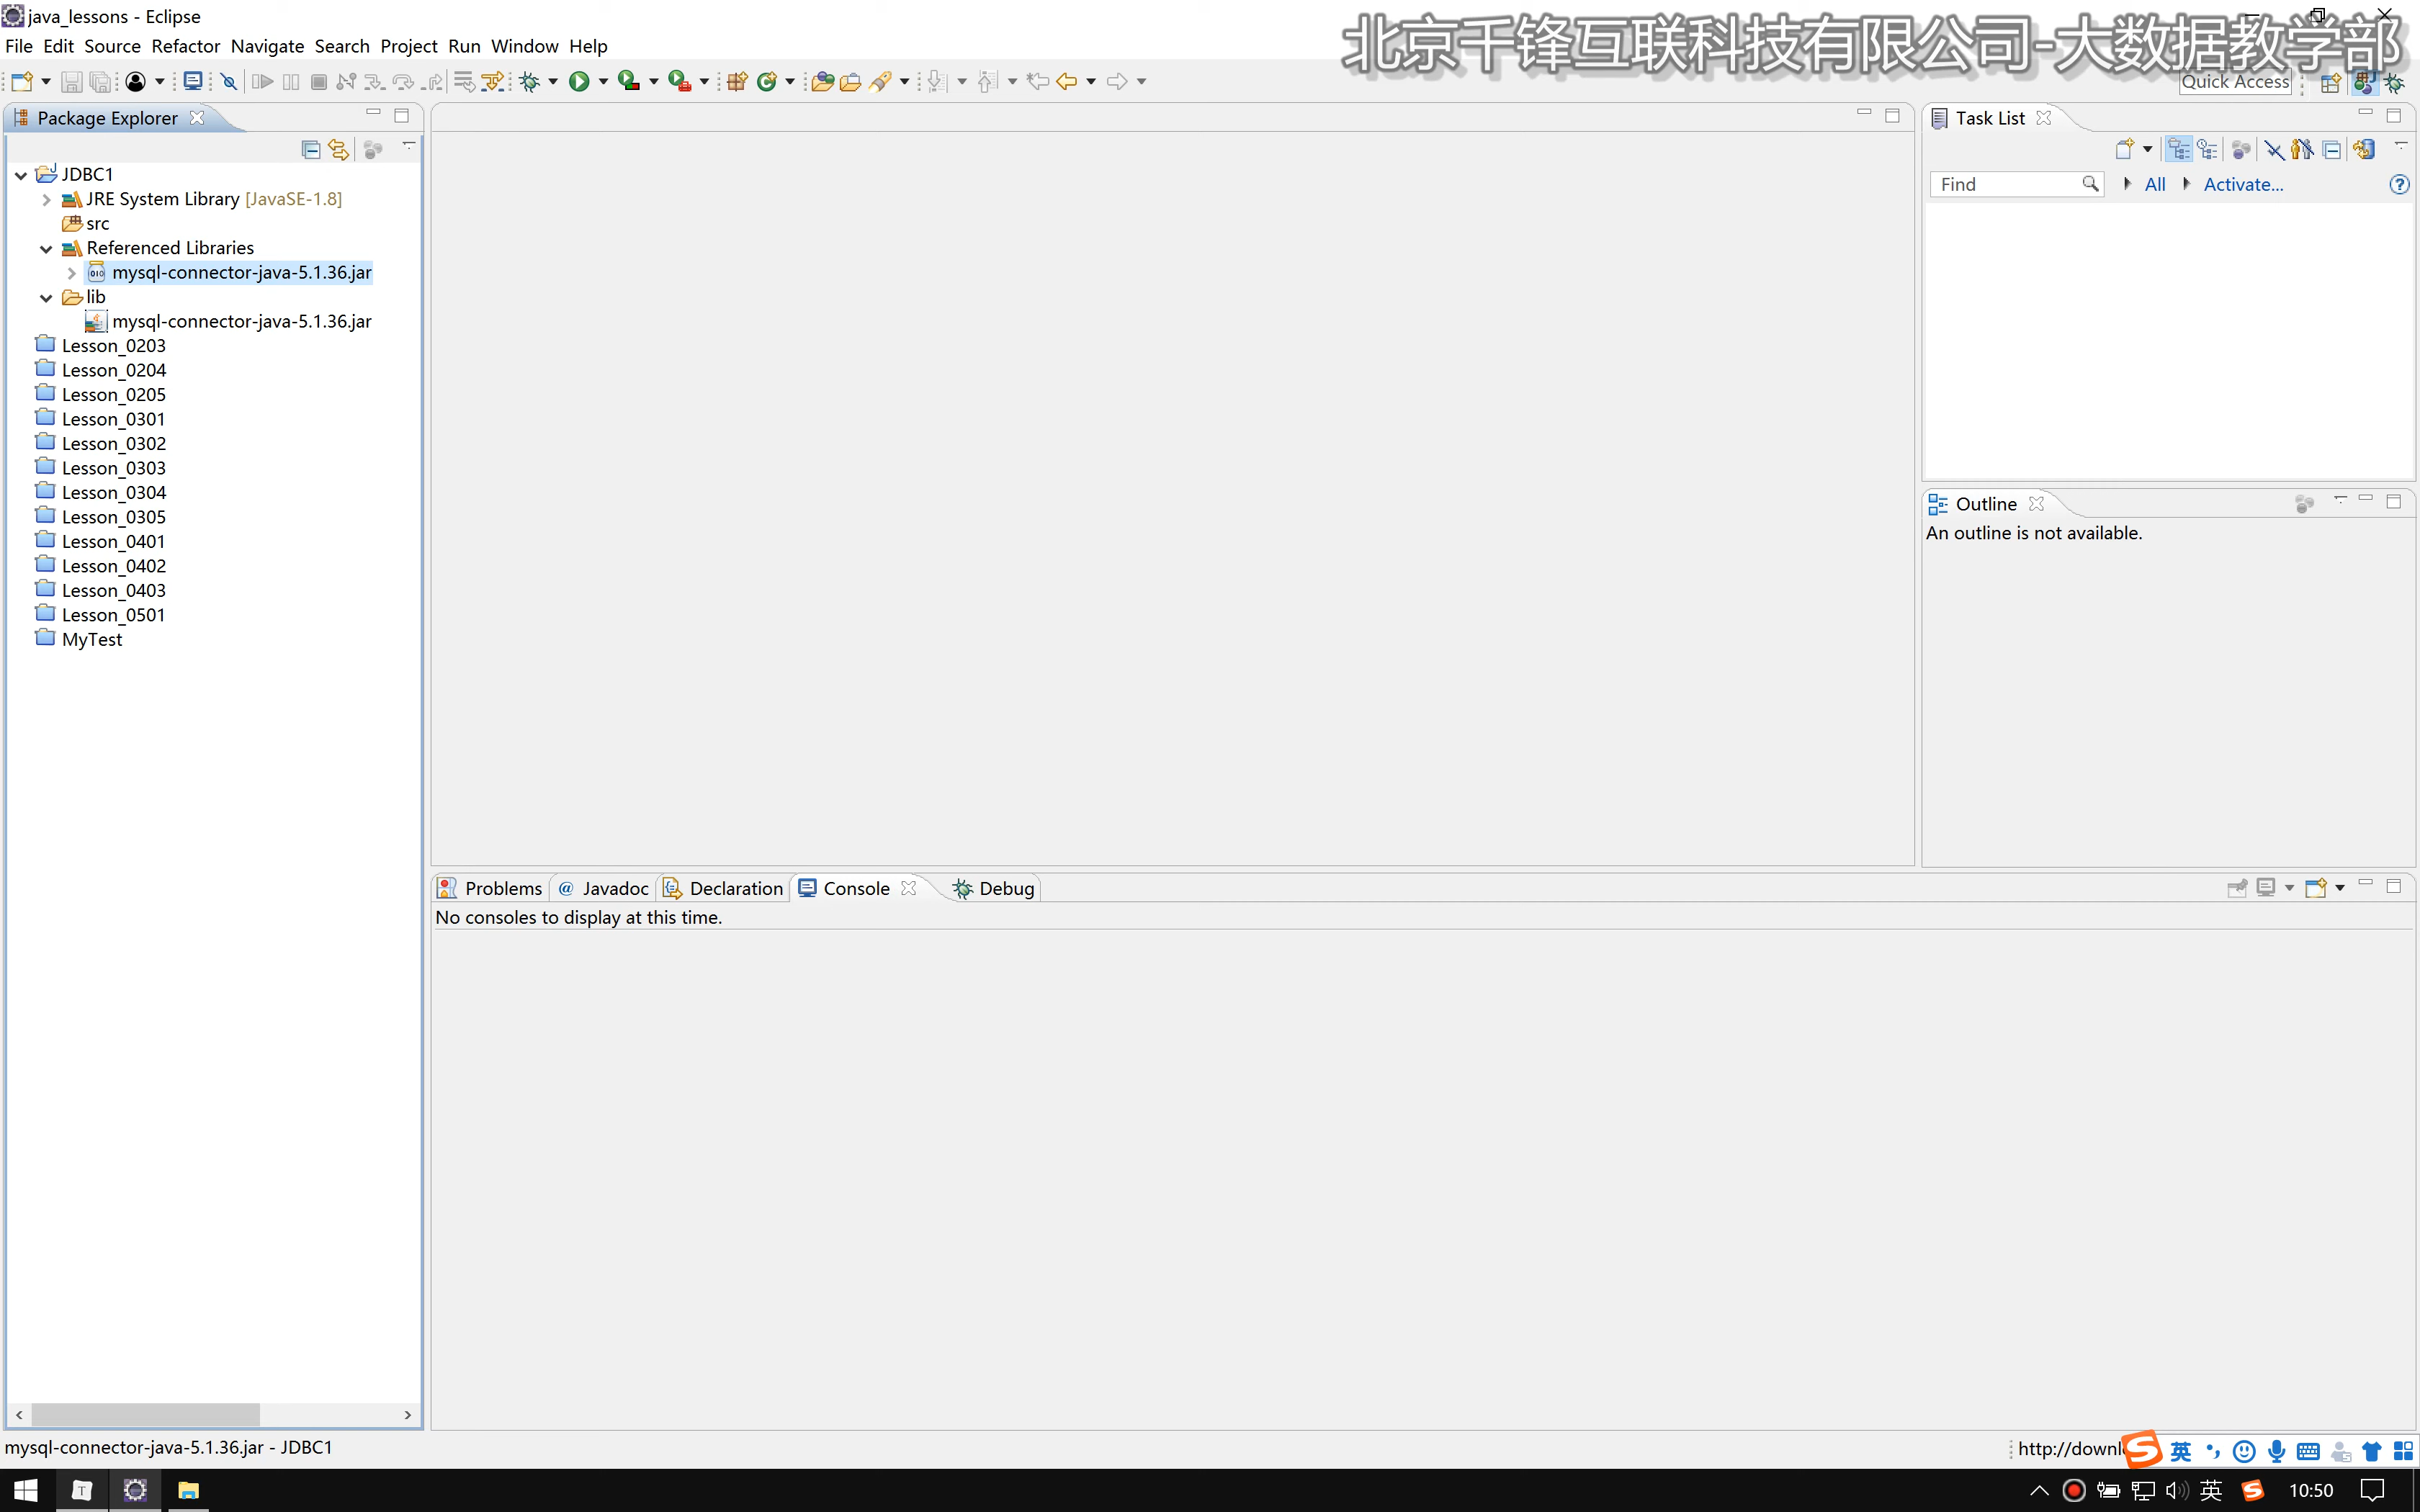 java_lessons - Eclipse
北京千锋互联科技有限公司-大数据教学部
File Edit Source Refactor Navigate Search Project Run Window Help
Quick Access
Package Explorer
JDBC1
JRE System Library [JavaSE-1.8]
src
Referenced Libraries
mysql-connector-java-5.1.36.jar
lib
mysql-connector-java-5.1.36.jar
Lesson_0203
Lesson_0204
Lesson_0205
Lesson_0301
Lesson_0302
Lesson_0303
Lesson_0304
Lesson_0305
Lesson_0401
Lesson_0402
Lesson_0403
Lesson_0501
MyTest
Task List
Find
All
Activate...
Outline
An outline is not available.
Problems @ Javadoc Declaration Console Debug
No consoles to display at this time.
mysql-connector-java-5.1.36.jar - JDBC1
http://downl
英
英
10:50